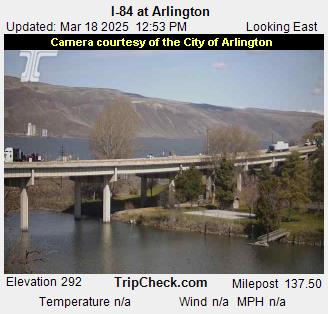 I-84 at Arlington
Updated: Mar 18 2025 12:53 PM Looking East
Camera courtesy of the City of Arlington
Elevation 292 TripCheck.com Milepost 137.50
Temperature n/a Wind n/a MPH n/a